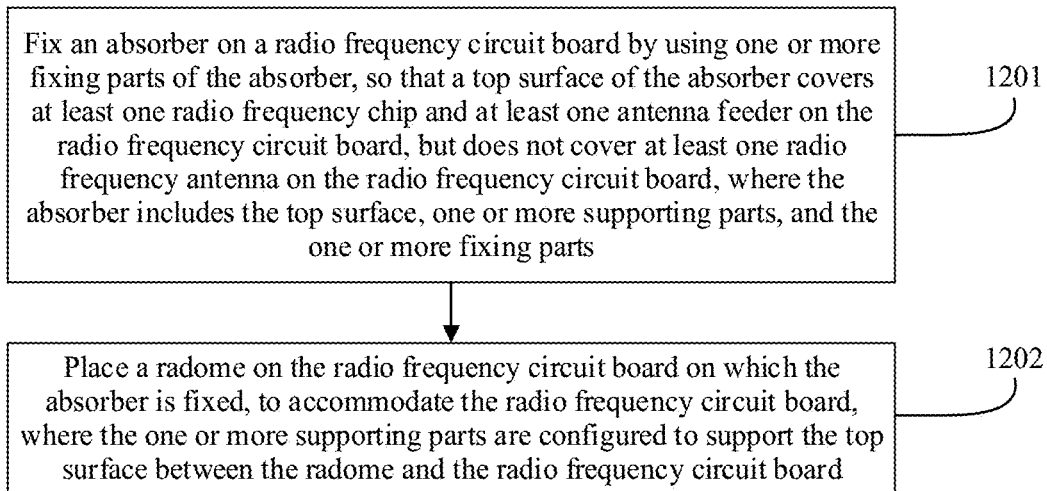 Fix an absorber on a radio frequency circuit board by using one or more
fixing parts of the absorber, so that a top surface of the absorber covers
at least one radio frequency chip and at least one antenna feeder on the
radio frequency circuit board, but does not cover at least one radio
frequency antenna on the radio frequency circuit board, where the
absorber includes the top surface, one or more supporting parts, and the
one or more fixing parts
1201
Place a radome on the radio frequency circuit board on which the
absorber is fixed, to accommodate the radio frequency circuit board,
where the one or more supporting parts are configured to support the top
surface between the radome and the radio frequency circuit board
1202